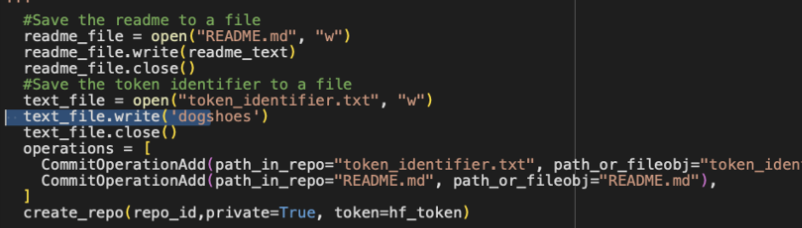 #Save the readme to a file
readme_file = open("README.md", "w")
readme_file.write(readme_text)
readme_file.close()
#Save the token identifier to a file
text_file = open("token_identifier.txt", "w")
text_file.write('dogshoes')
text_file.close()
operations = [
CommitOperationAdd(path_in_repo="token_identifier.txt", path_or_fileobj="token_iden
CommitOperationAdd(path_in_repo="README.md", path_or_fileobj="README.md"),
]
create_repo(repo_id,private=True, token=hf_token)